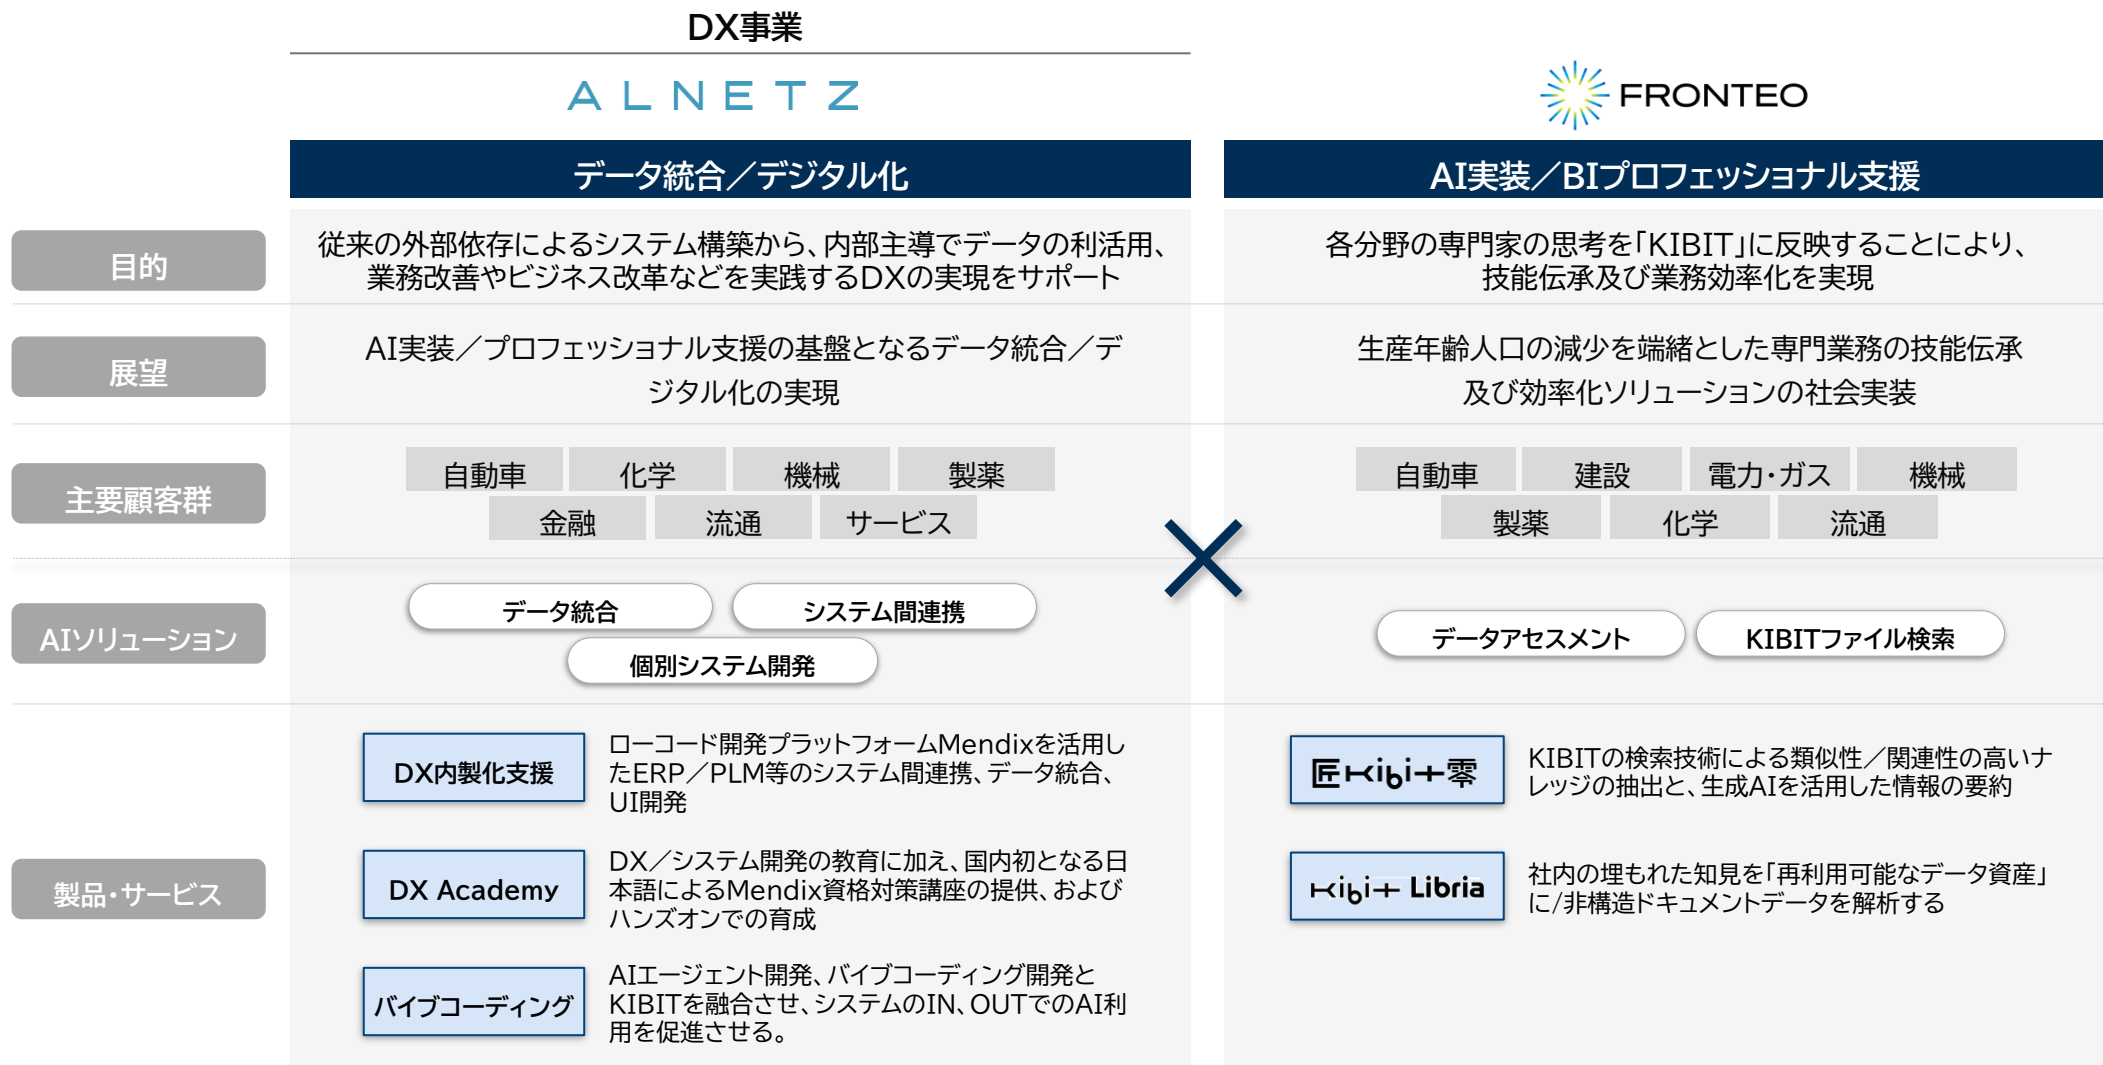 DX事業
ALNETZ
FRONTEO
データ統合／デジタル化
AI実装／BIプロフェッショナル支援
目的
従来の外部依存によるシステム構築から、内部主導でデータの利活用、
業務改善やビジネス改革などを実践するDXの実現をサポート
各分野の専門家の思考を「KIBIT」に反映することにより、
技能伝承及び業務効率化を実現
展望
AI実装／プロフェッショナル支援の基盤となるデータ統合／デ
ジタル化の実現
生産年齢人口の減少を端緒とした専門業務の技能伝承
及び効率化ソリューションの社会実装
主要顧客群
自動車 化学 機械 製薬
金融 流通 サービス
自動車 建設 電力・ガス 機械
製薬 化学 流通
AIソリューション
データ統合 システム間連携
個別システム開発
データアセスメント KIBITファイル検索
製品・サービス
DX内製化支援
ローコード開発プラットフォームMendixを活用し
たERP／PLM等のシステム間連携、データ統合、
UI開発
DX Academy
DX／システム開発の教育に加え、国内初となる日
本語によるMendix資格対策講座の提供、および
ハンズオンでの育成
バイブコーディング
AIエージェント開発、バイブコーディング開発と
KIBITを融合させ、システムのIN、OUTでのAI利
用を促進させる。
匠kibit零
KIBITの検索技術による類似性／関連性の高いナ
レッジの抽出と、生成AIを活用した情報の要約
kibit Libria
社内の埋もれた知見を「再利用可能なデータ資産」
に/非構造ドキュメントデータを解析する